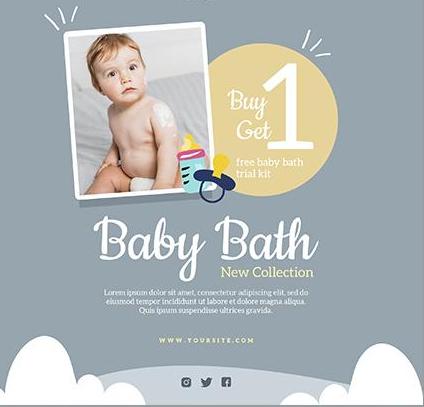 Buy 1
Get
free baby bath
trial kit
Baby Bath
New Collection
Lorem ipsum dolor sit amet, consectetur adipiscing elit, sed do
eiusmod tempor incididunt ut labore et dolore magna aliqua.
Quis ipsum suspendisse ultrices gravida.
WWW.YOURSITE.COM